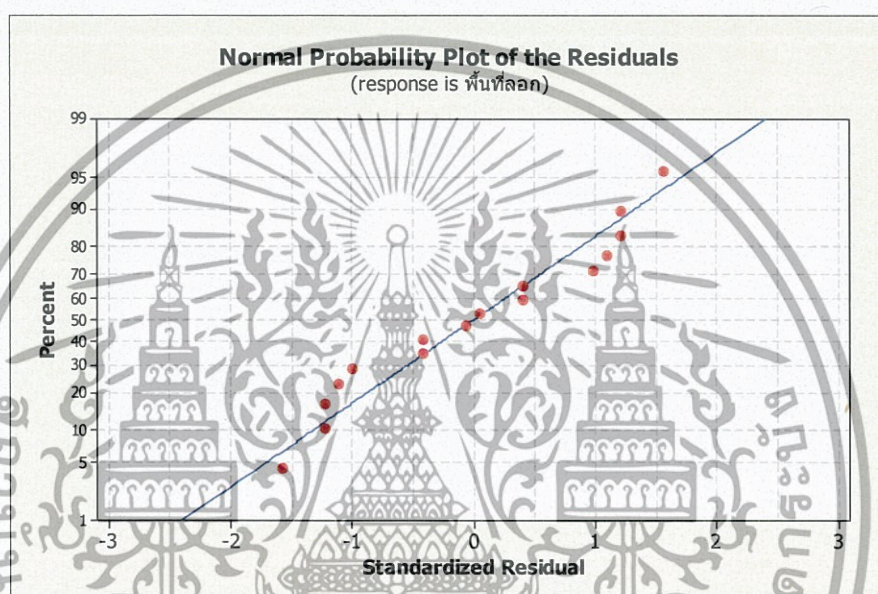 Normal Probability Plot of the Residuals
(response is พื้นที่ลอก)
99
95
90
80
70
60
50
40
30
20
10
5
1
Percent
-3 -2 -1 0 1 2 3
Standardized Residual